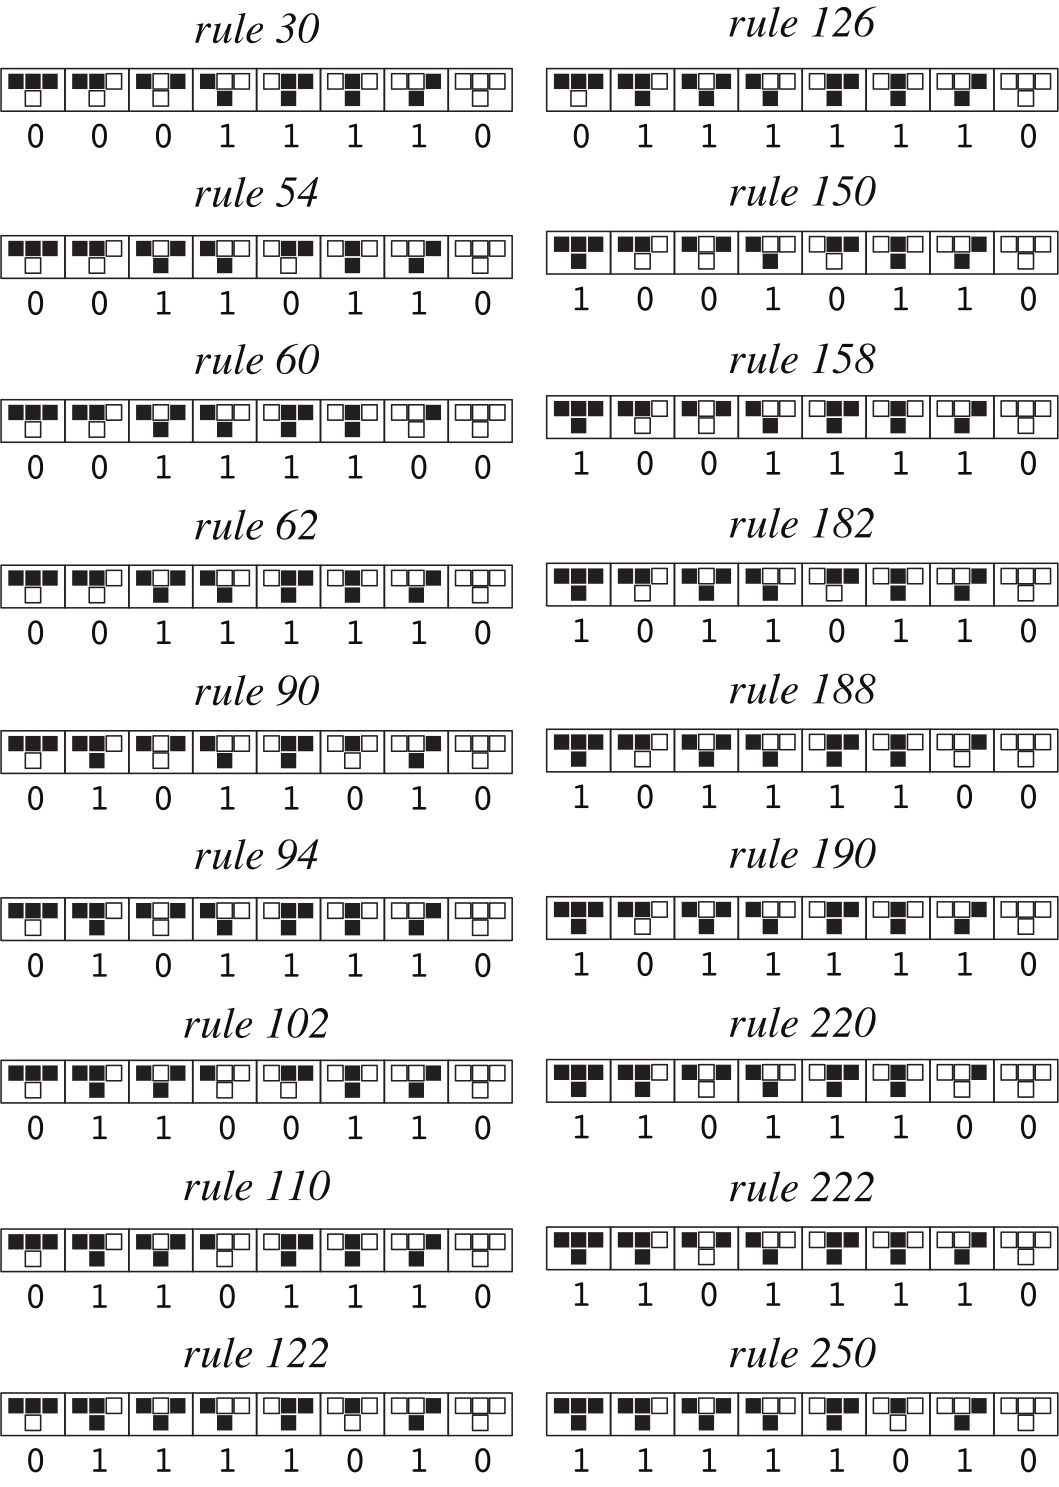 rule 30
0 0 0 1 1 1 1 0
rule 54
0 0 1 1 0 1 1 0
rule 60
0 0 1 1 1 1 0 0
rule 62
0 0 1 1 1 1 1 0
rule 90
0 1 0 1 1 0 1 0
rule 94
0 1 0 1 1 1 1 0
rule 102
0 1 1 0 0 1 1 0
rule 110
0 1 1 0 1 1 1 0
rule 122
0 1 1 1 1 0 1 0
rule 126
0 1 1 1 1 1 1 0
rule 150
1 0 0 1 0 1 1 0
rule 158
1 0 0 1 1 1 1 0
rule 182
1 0 1 1 0 1 1 0
rule 188
1 0 1 1 1 1 0 0
rule 190
1 0 1 1 1 1 1 0
rule 220
1 1 0 1 1 1 0 0
rule 222
1 1 0 1 1 1 1 0
rule 250
1 1 1 1 1 0 1 0